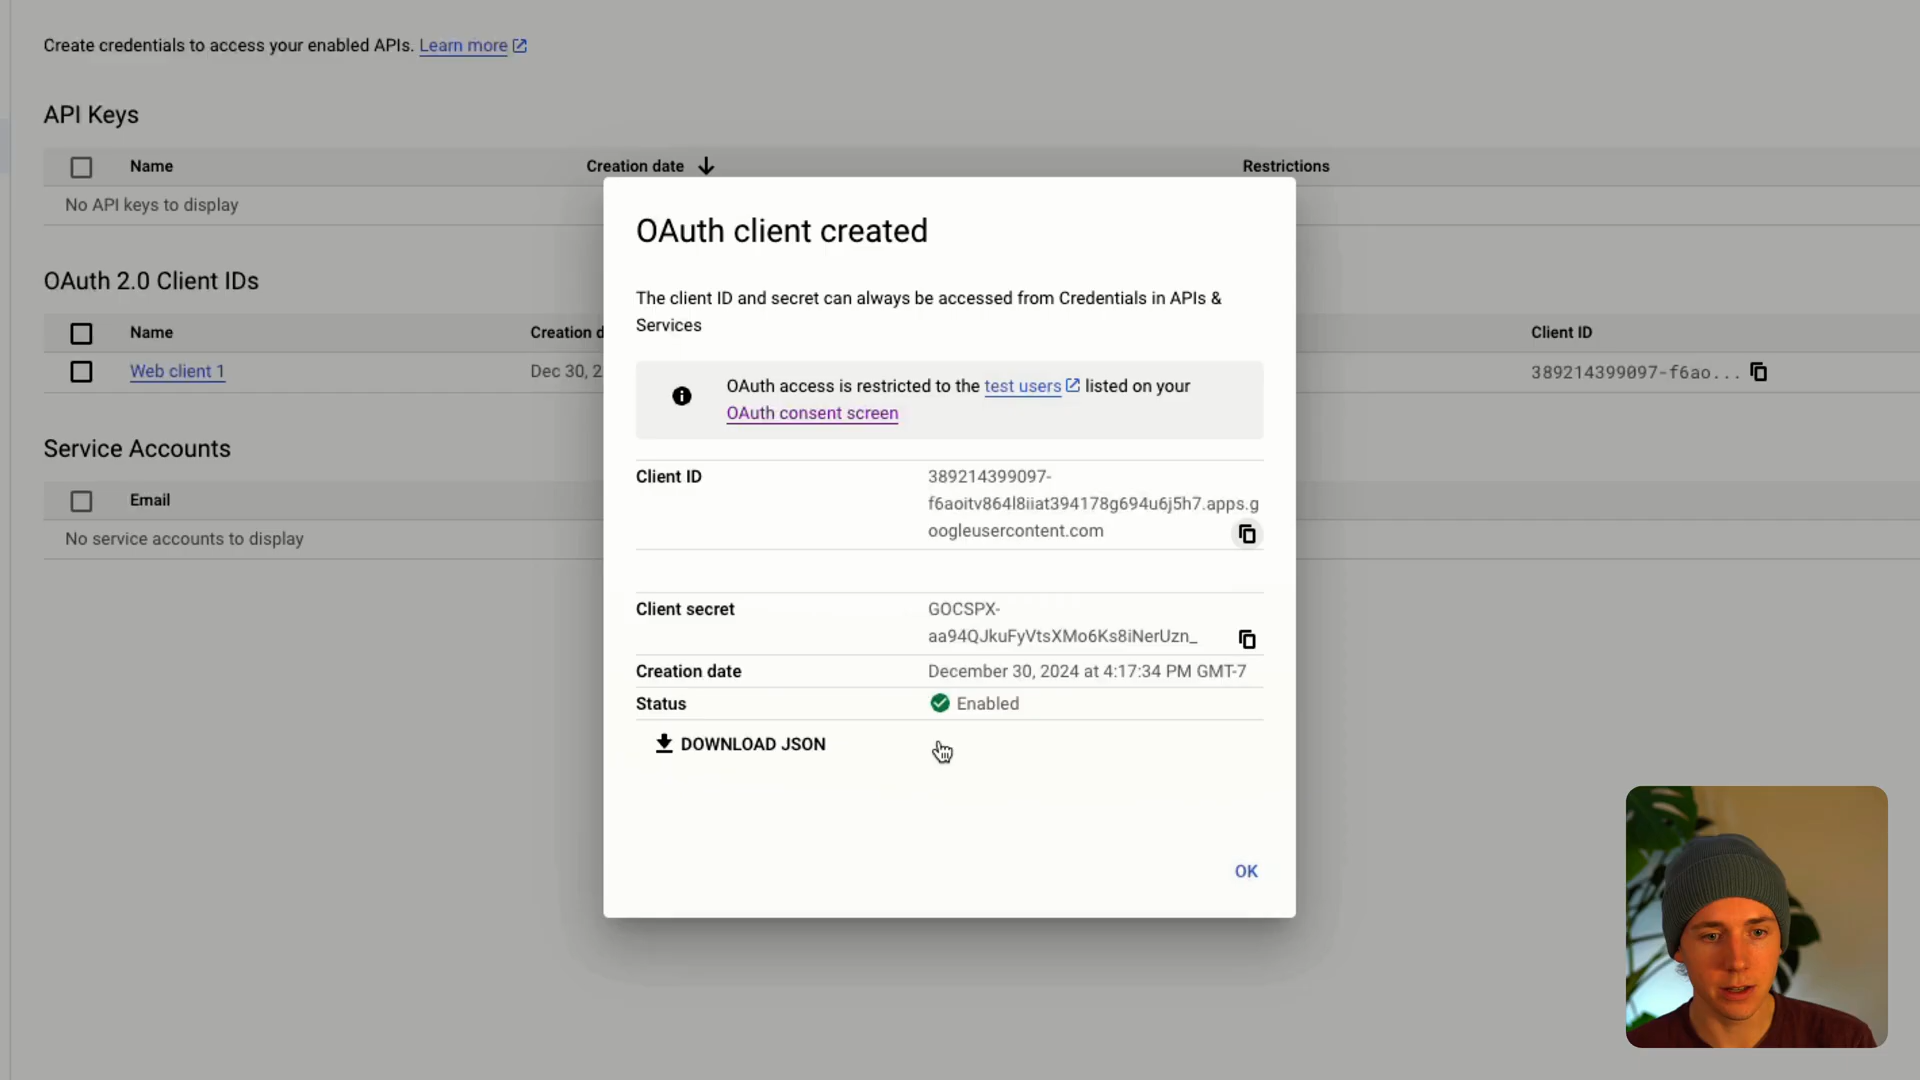 Create credentials to access your enabled APIs. Learn more
API Keys
Name Creation date Restrictions
No API keys to display
OAuth 2.0 Client IDs
Name Creation d Client ID
Web client 1 Dec 30, 2 389214399097-f6ao...
Service Accounts
Email
No service accounts to display
OAuth client created
The client ID and secret can always be accessed from Credentials in APIs &
Services
OAuth access is restricted to the test users listed on your
OAuth consent screen
Client ID 389214399097-
f6aoitv864l8iiat394178g694u6j5h7.apps.g
oogleusercontent.com
Client secret GOCSPX-
aa94QJkuFyVtsXMo6Ks8iNerUzn_
Creation date December 30, 2024 at 4:17:34 PM GMT-7
Status Enabled
DOWNLOAD JSON
OK